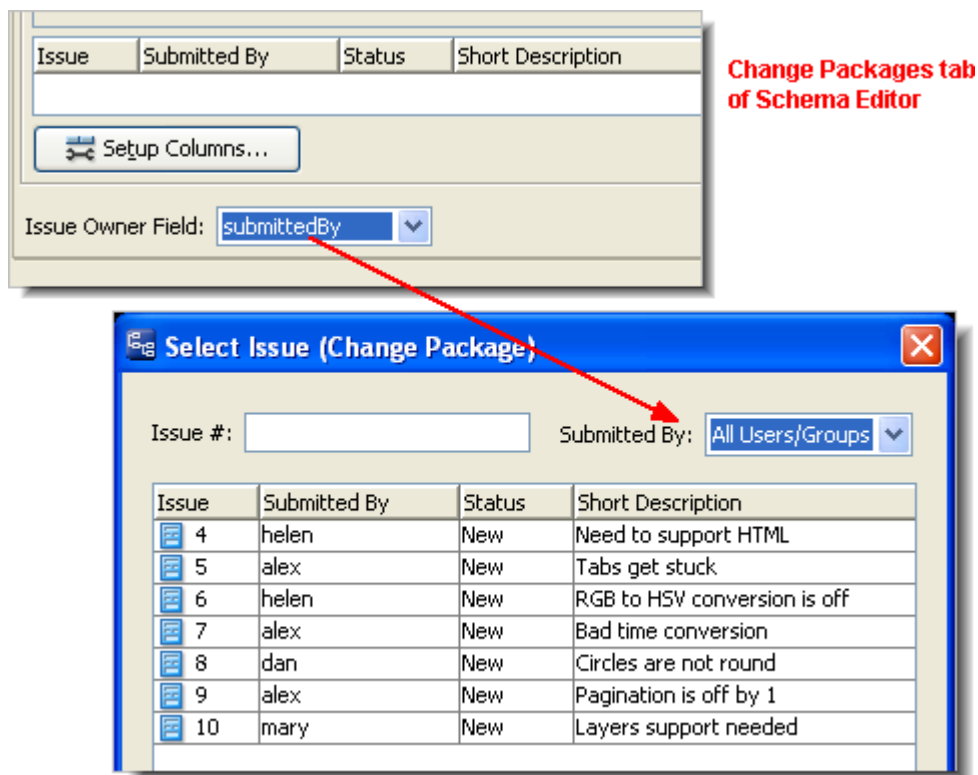 Issue Submitted By Status Short Description
Change Packages tab
of Schema Editor
Setup Columns...
Issue Owner Field: submittedBy
Select Issue (Change Package)
Issue #: Submitted By: All Users/Groups
Issue Submitted By Status Short Description
4 helen New Need to support HTML
5 alex New Tabs get stuck
6 helen New RGB to HSV conversion is off
7 alex New Bad time conversion
8 dan New Circles are not round
9 alex New Pagination is off by 1
10 mary New Layers support needed